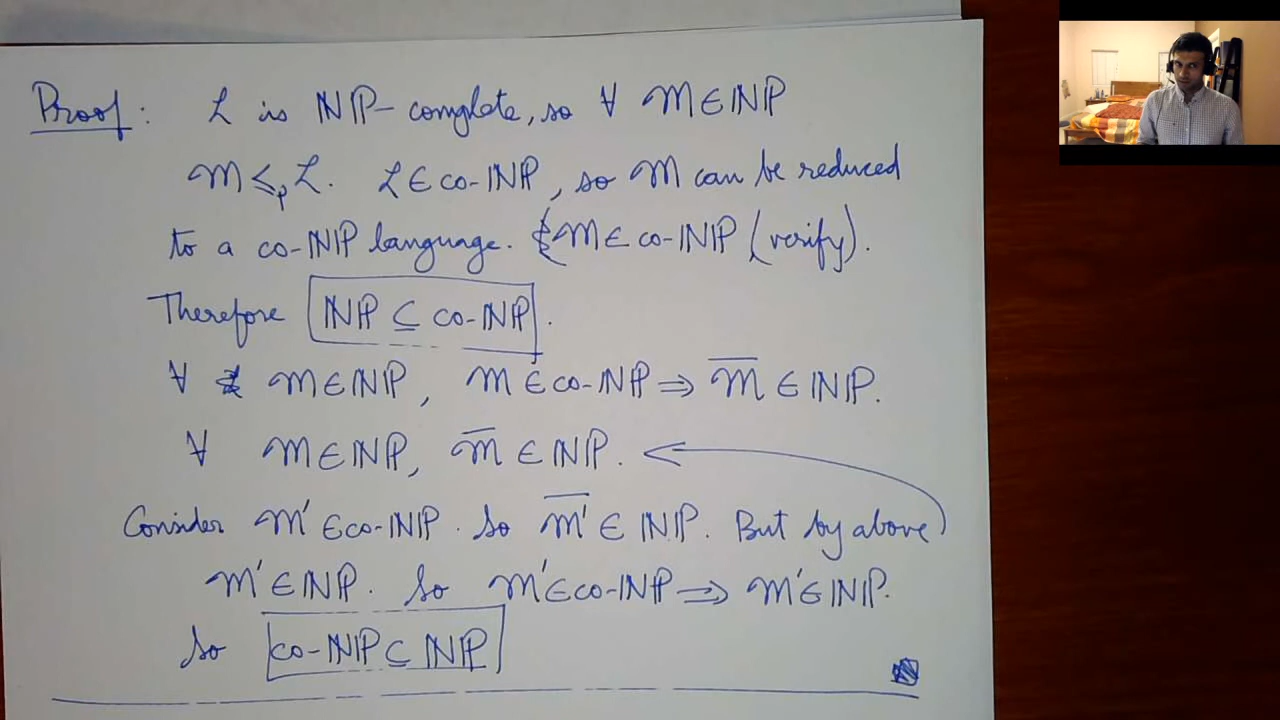 Proof: L is NP-complete, so ∀ M ∈ NP
M ≤ₚ L. L ∈ co-NP, so M can be reduced
to a co-NP language. M ∈ co-NP (verify).
Therefore NP ⊆ co-NP.
∀ M ∈ NP, M ∈ co-NP ⇒ M̅ ∈ NP.
∀ M ∈ NP, M̅ ∈ NP.
Consider M' ∈ co-NP. So M̅'̅ ∈ NP. But by above
M' ∈ NP. So M' ∈ co-NP ⇒ M' ∈ NP.
So co-NP ⊆ NP